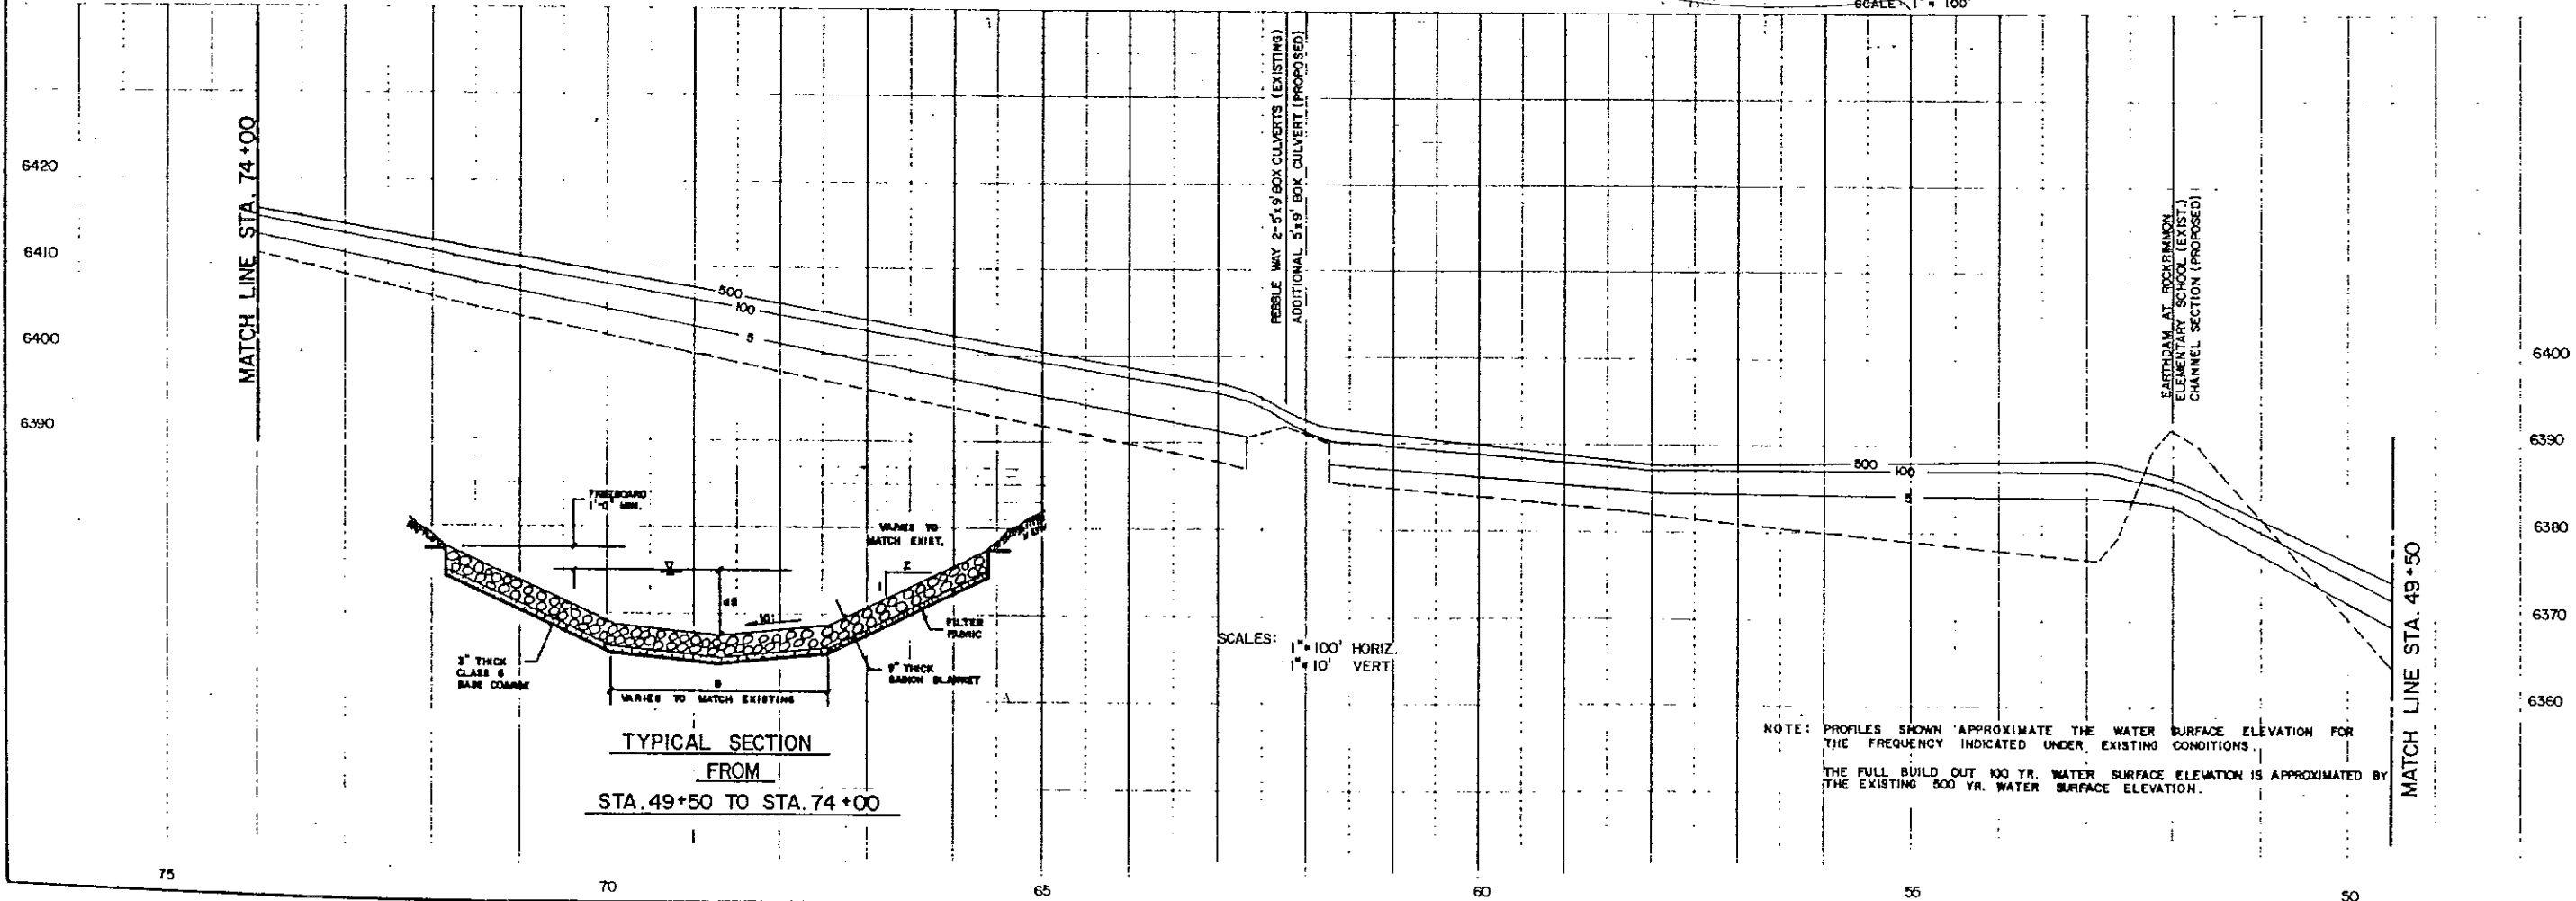 SCALE 1" = 100'
MATCH LINE STA. 74+00
6420
6410
6400
6390
500
100
5
PEBBLE WAY 2-5'x9' BOX CULVERTS (EXISTING)
ADDITIONAL 5'x9' BOX CULVERT (PROPOSED)
500
100
EARTHDAM AT ROCKRIMMON
ELEMENTARY SCHOOL (EXIST.)
CHANNEL SECTION (PROPOSED)
6400
6390
6380
6370
6360
MATCH LINE STA. 49+50
FREEBOARD
1'-0" MIN.
VARIES TO
MATCH EXIST.
Z
1
10:1
FILTER
FABRIC
3" THICK
CLASS 6
BASE COARSE
9" THICK
GABION BLANKET
B
VARIES TO MATCH EXISTING
TYPICAL SECTION
FROM
STA. 49+50 TO STA. 74+00
SCALES:
1"=100' HORIZ.
1"=10' VERT.
NOTE: PROFILES SHOWN APPROXIMATE THE WATER SURFACE ELEVATION FOR
THE FREQUENCY INDICATED UNDER EXISTING CONDITIONS.
THE FULL BUILD OUT 100 YR. WATER SURFACE ELEVATION IS APPROXIMATED BY
THE EXISTING 500 YR. WATER SURFACE ELEVATION.
75
70
65
60
55
50